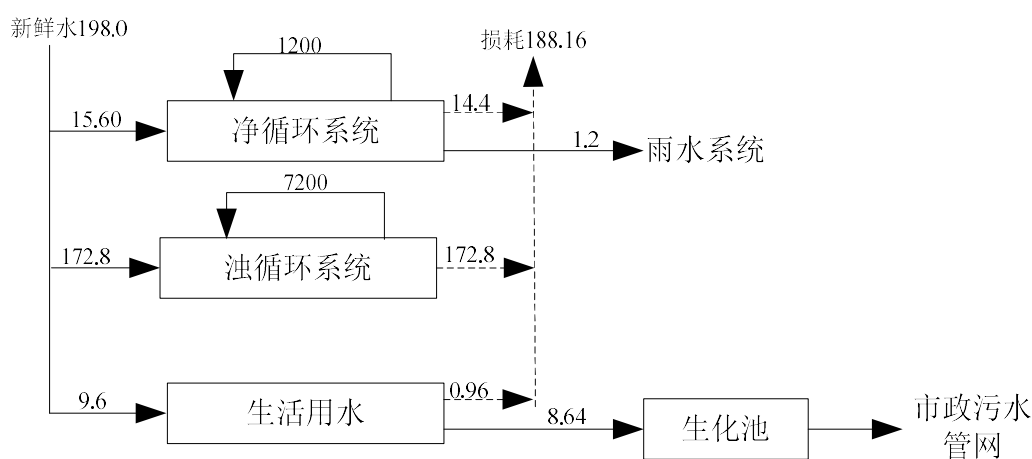 新鲜水198.0
损耗188.16
1200
15.60
净循环系统
14.4
1.2
雨水系统
7200
172.8
浊循环系统
172.8
9.6
生活用水
0.96
8.64
生化池
市政污水
管网